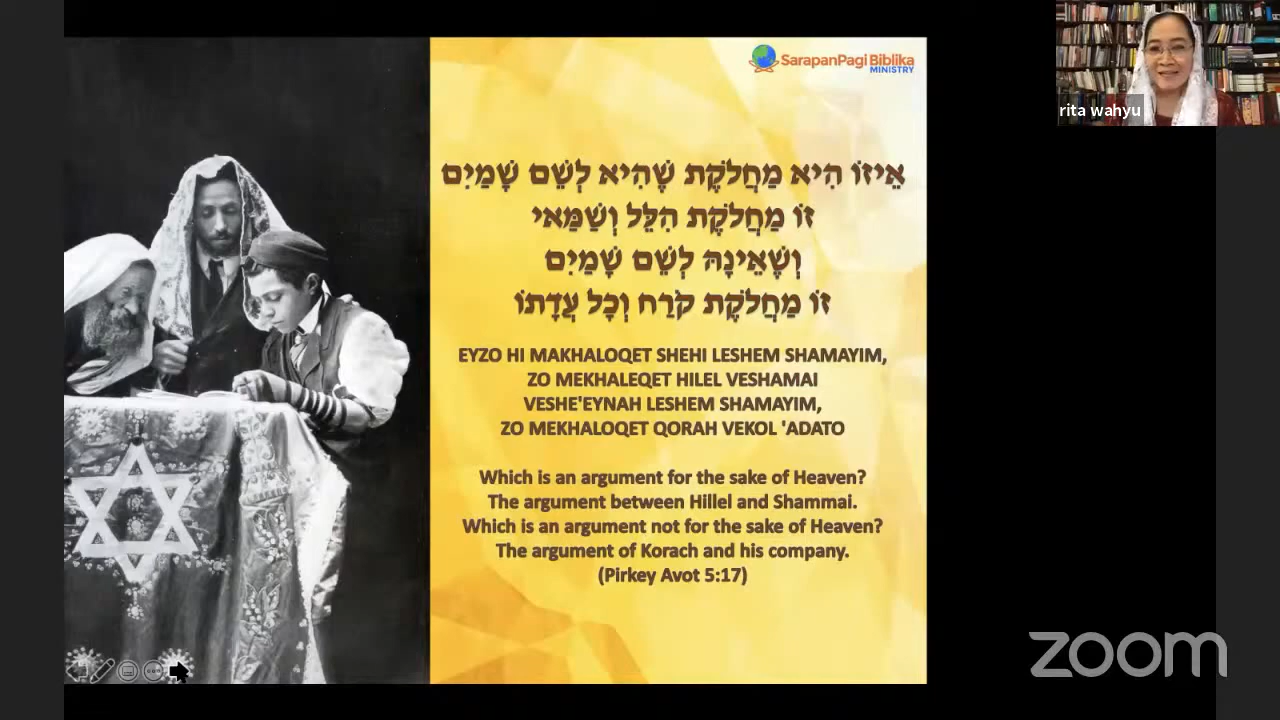 SarapanPagi Biblika
MINISTRY
rita wahyu
אֵיזוֹ הִיא מַחֲלֹקֶת שֶׁהִיא לְשֵׁם שָׁמַיִם
זוֹ מַחֲלֹקֶת הִלֵּל וְשַׁמַּאי
וְשֶׁאֵינָהּ לְשֵׁם שָׁמַיִם
זוֹ מַחֲלֹקֶת קֹרַח וְכָל עֲדָתוֹ
EYZO HI MAKHALOQET SHEHI LESHEM SHAMAYIM,
ZO MEKHALEQET HILEL VESHAMAI
VESHE'EYNAH LESHEM SHAMAYIM,
ZO MEKHALOQET QORAH VEKOL 'ADATO
Which is an argument for the sake of Heaven?
The argument between Hillel and Shammai.
Which is an argument not for the sake of Heaven?
The argument of Korach and his company.
(Pirkey Avot 5:17)
zoom